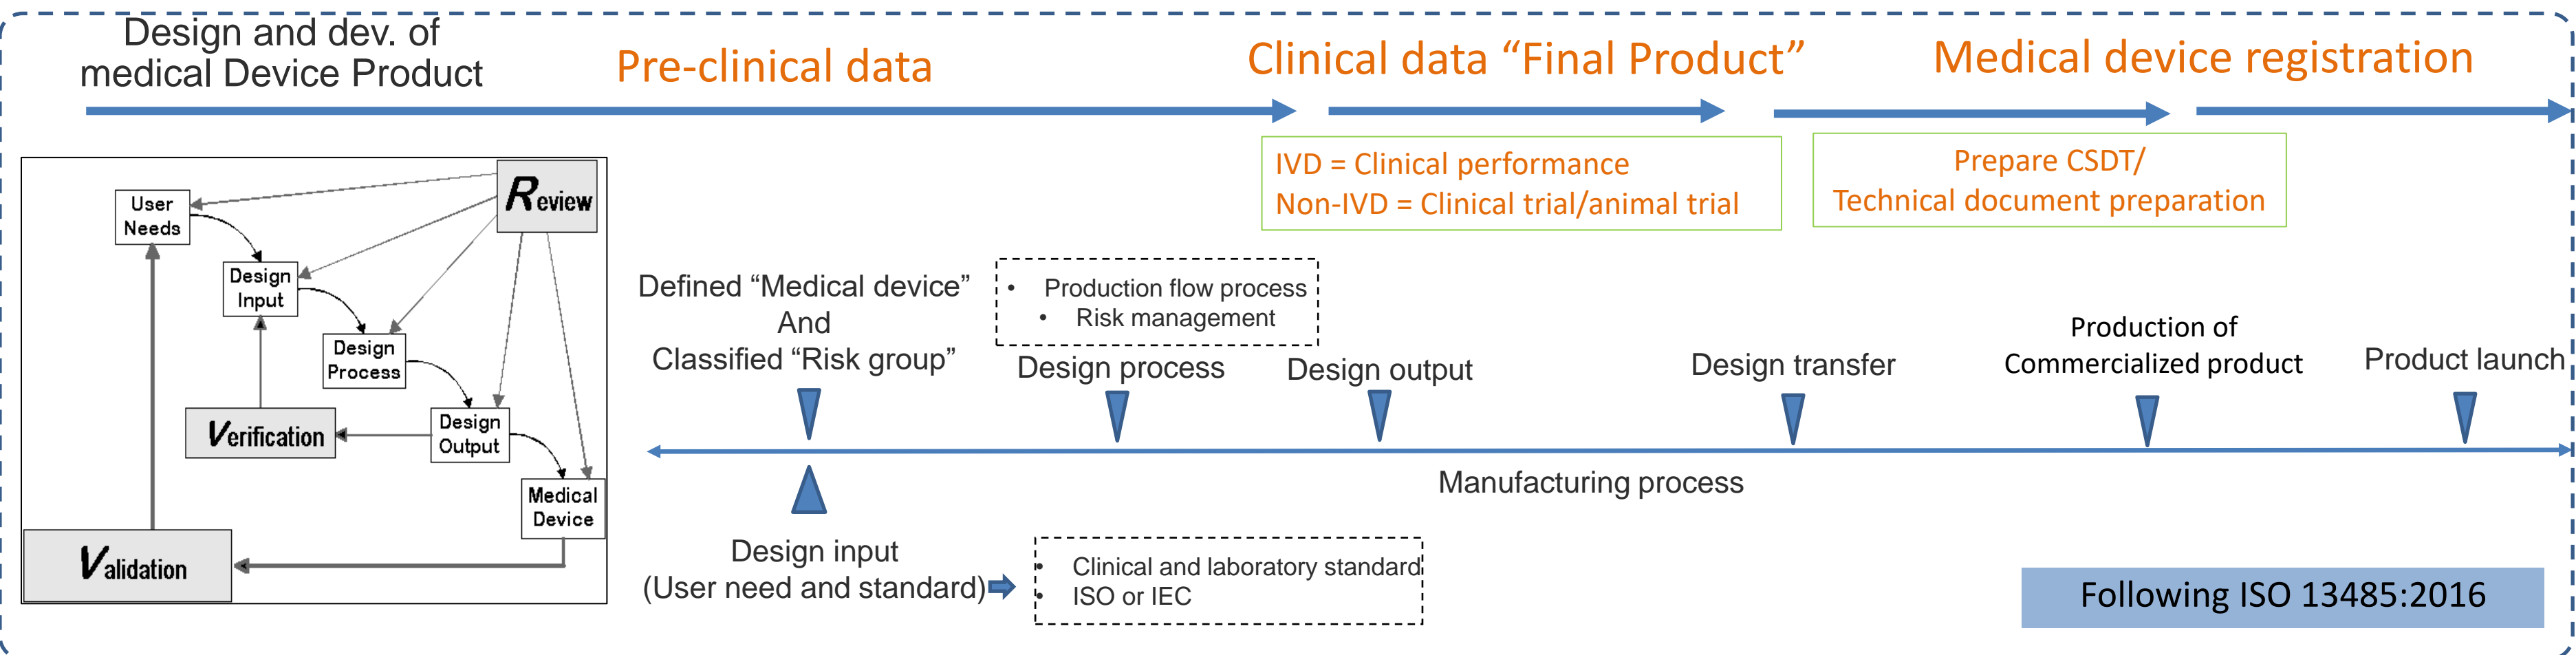 Design and dev. of
medical Device Product
Pre-clinical data
Clinical data “Final Product”
Medical device registration
IVD = Clinical performance
Non-IVD = Clinical trial/animal trial
Prepare CSDT/
Technical document preparation
Review
User
Needs
Design
Input
Design
Process
Design
Output
Verification
Medical
Device
Validation
Defined “Medical device”
And
Classified “Risk group”
• Production flow process
• Risk management
Design process
Design output
Design transfer
Production of
Commercialized product
Product launch
Manufacturing process
Design input
(User need and standard)
• Clinical and laboratory standard
• ISO or IEC
Following ISO 13485:2016